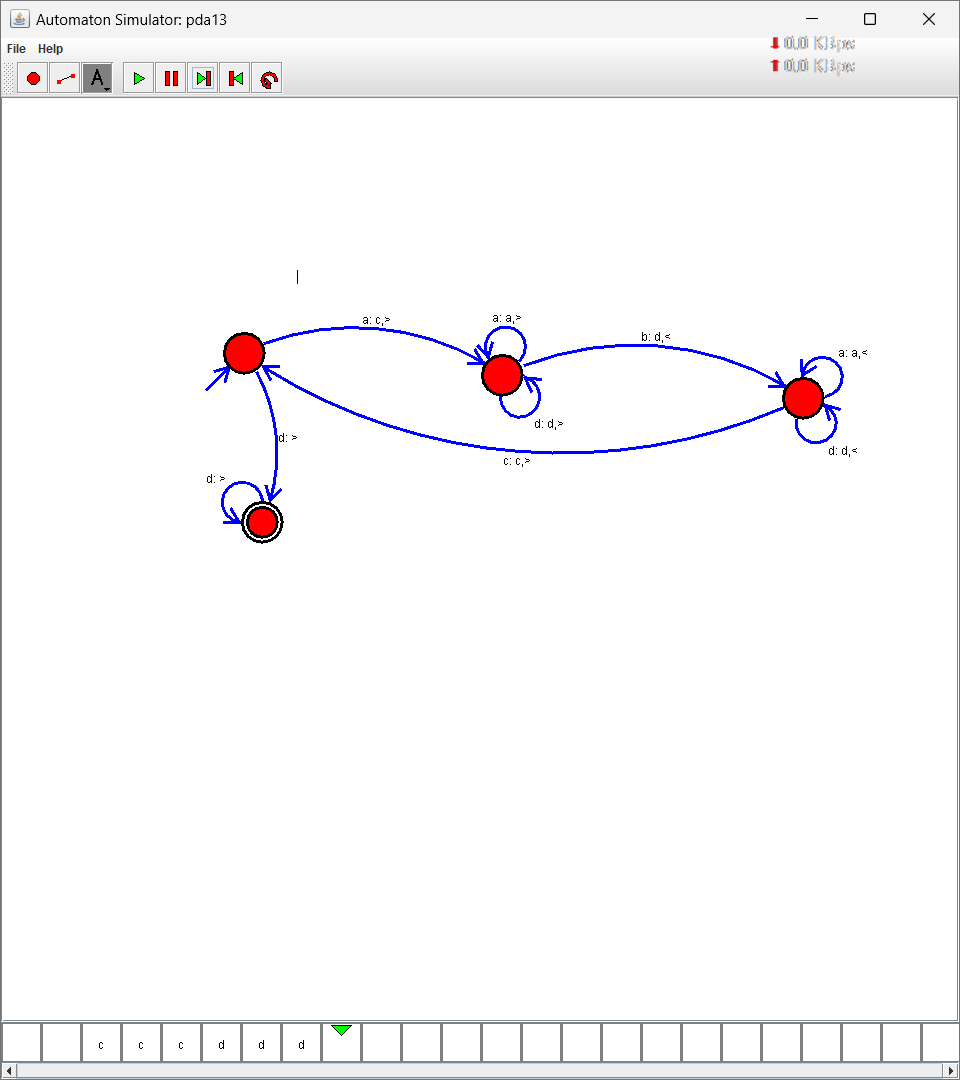 Automaton Simulator: pda13
File Help
0.0 KB/s
0.0 KB/s
A
a: c,>
a: a,>
b: d,<
a: a,<
d: >
d: d,>
d: d,<
c: c,>
d: >
c c c d d d